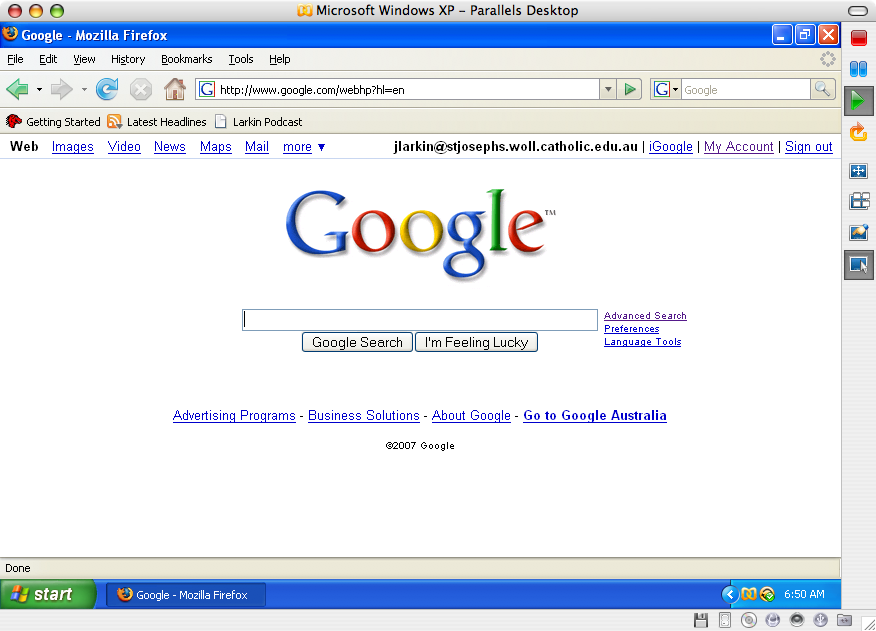 Microsoft Windows XP – Parallels Desktop
Google - Mozilla Firefox
File Edit View History Bookmarks Tools Help
G http://www.google.com/webhp?hl=en G Google
Getting Started Latest Headlines Larkin Podcast
Web Images Video News Maps Mail more ▼ jlarkin@stjosephs.woll.catholic.edu.au | iGoogle | My Account | Sign out
Google™
Advanced Search
Preferences
Google Search I'm Feeling Lucky Language Tools
Advertising Programs - Business Solutions - About Google - Go to Google Australia
©2007 Google
Done
start Google - Mozilla Firefox 6:50 AM